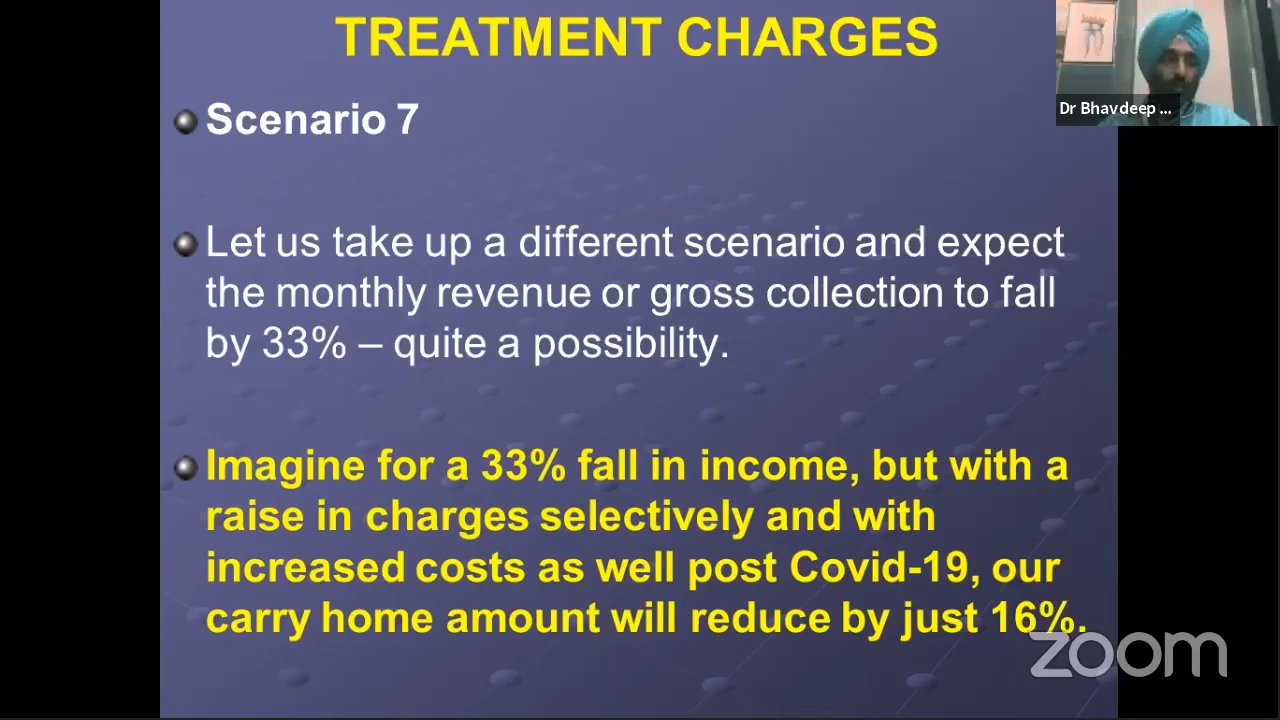 TREATMENT CHARGES
Scenario 7
Let us take up a different scenario and expect
the monthly revenue or gross collection to fall
by 33% – quite a possibility.
Imagine for a 33% fall in income, but with a
raise in charges selectively and with
increased costs as well post Covid-19, our
carry home amount will reduce by just 16%.
Dr Bhavdeep ...
zoom